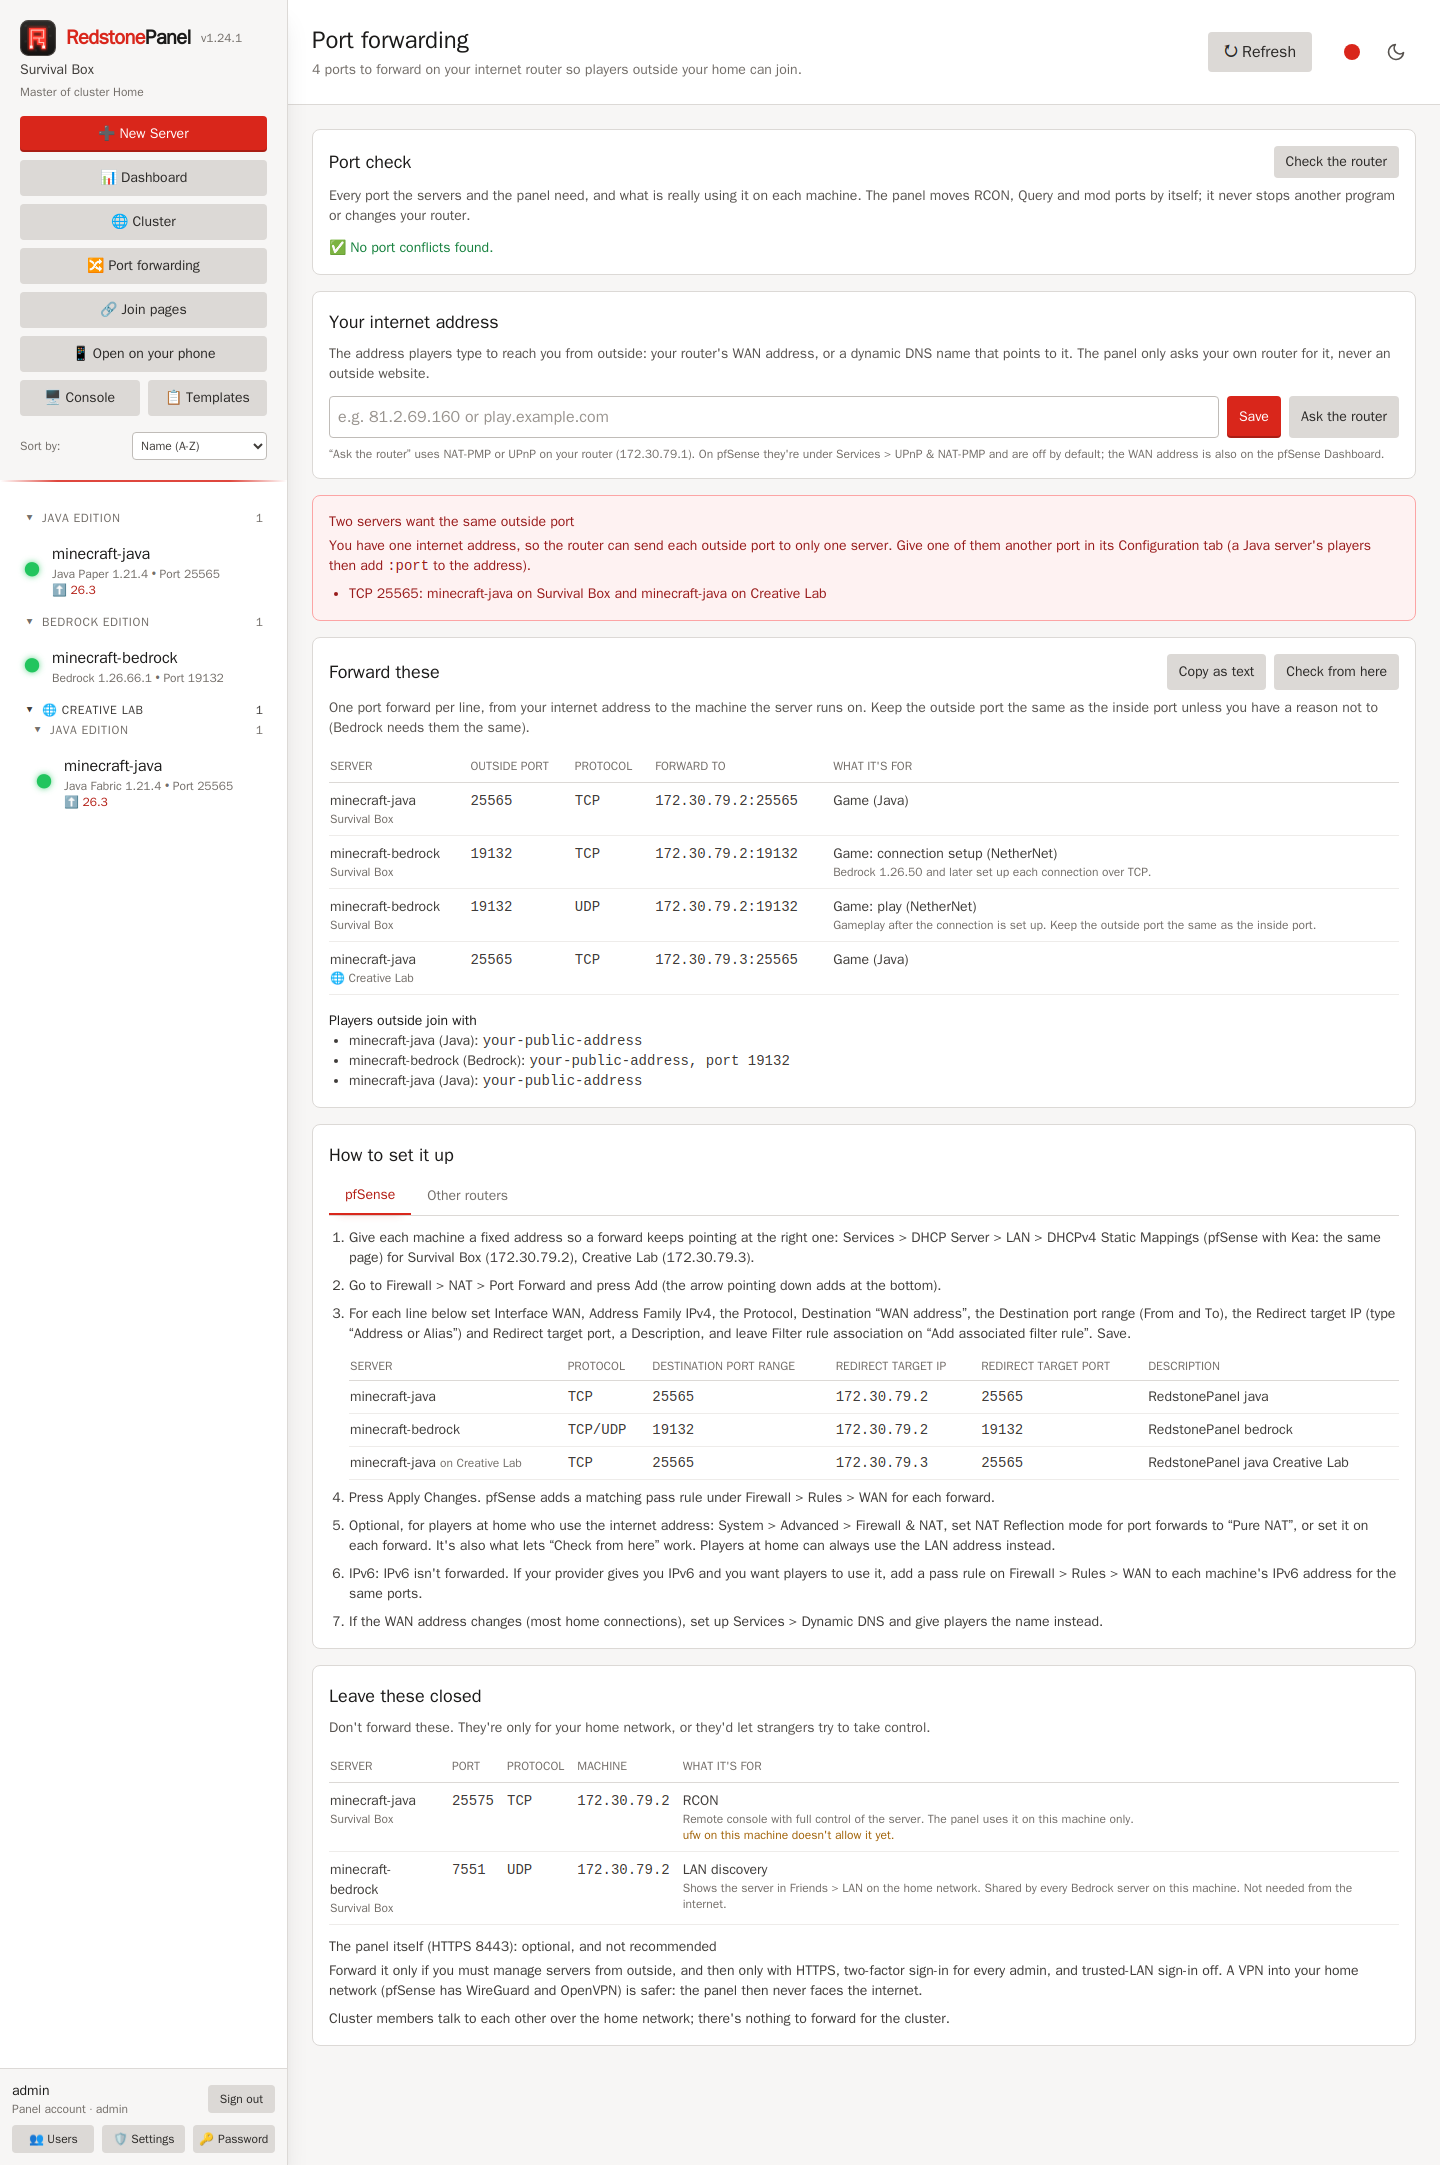 RedstonePanel v1.24.1
Survival Box
Master of cluster Home
➕ New Server
📊 Dashboard
🌐 Cluster
🔀 Port forwarding
🔗 Join pages
📱 Open on your phone
🖥️ Console
📋 Templates
Sort by:
Name (A-Z)
▼ JAVA EDITION 1
minecraft-java
Java Paper 1.21.4 • Port 25565
⬆️ 26.3
▼ BEDROCK EDITION 1
minecraft-bedrock
Bedrock 1.26.66.1 • Port 19132
▼ 🌐 CREATIVE LAB 1
▼ JAVA EDITION 1
minecraft-java
Java Fabric 1.21.4 • Port 25565
⬆️ 26.3
admin
Panel account · admin
Sign out
👥 Users
🛡️ Settings
🔑 Password
Port forwarding
4 ports to forward on your internet router so players outside your home can join.
↻ Refresh
Port check
Check the router
Every port the servers and the panel need, and what is really using it on each machine. The panel moves RCON, Query and mod ports by itself; it never stops another program
or changes your router.
✅ No port conflicts found.
Your internet address
The address players type to reach you from outside: your router's WAN address, or a dynamic DNS name that points to it. The panel only asks your own router for it, never an
outside website.
e.g. 81.2.69.160 or play.example.com
Save
Ask the router
“Ask the router” uses NAT-PMP or UPnP on your router (172.30.79.1). On pfSense they're under Services > UPnP & NAT-PMP and are off by default; the WAN address is also on the pfSense Dashboard.
Two servers want the same outside port
You have one internet address, so the router can send each outside port to only one server. Give one of them another port in its Configuration tab (a Java server's players
then add :port to the address).
• TCP 25565: minecraft-java on Survival Box and minecraft-java on Creative Lab
Forward these
Copy as text
Check from here
One port forward per line, from your internet address to the machine the server runs on. Keep the outside port the same as the inside port unless you have a reason not to
(Bedrock needs them the same).
SERVER OUTSIDE PORT PROTOCOL FORWARD TO WHAT IT'S FOR
minecraft-java 25565 TCP 172.30.79.2:25565 Game (Java)
Survival Box
minecraft-bedrock 19132 TCP 172.30.79.2:19132 Game: connection setup (NetherNet)
Survival Box Bedrock 1.26.50 and later set up each connection over TCP.
minecraft-bedrock 19132 UDP 172.30.79.2:19132 Game: play (NetherNet)
Survival Box Gameplay after the connection is set up. Keep the outside port the same as the inside port.
minecraft-java 25565 TCP 172.30.79.3:25565 Game (Java)
🌐 Creative Lab
Players outside join with
• minecraft-java (Java): your-public-address
• minecraft-bedrock (Bedrock): your-public-address, port 19132
• minecraft-java (Java): your-public-address
How to set it up
pfSense
Other routers
1. Give each machine a fixed address so a forward keeps pointing at the right one: Services > DHCP Server > LAN > DHCPv4 Static Mappings (pfSense with Kea: the same
page) for Survival Box (172.30.79.2), Creative Lab (172.30.79.3).
2. Go to Firewall > NAT > Port Forward and press Add (the arrow pointing down adds at the bottom).
3. For each line below set Interface WAN, Address Family IPv4, the Protocol, Destination “WAN address”, the Destination port range (From and To), the Redirect target IP (type
“Address or Alias”) and Redirect target port, a Description, and leave Filter rule association on “Add associated filter rule”. Save.
SERVER PROTOCOL DESTINATION PORT RANGE REDIRECT TARGET IP REDIRECT TARGET PORT DESCRIPTION
minecraft-java TCP 25565 172.30.79.2 25565 RedstonePanel java
minecraft-bedrock TCP/UDP 19132 172.30.79.2 19132 RedstonePanel bedrock
minecraft-java on Creative Lab TCP 25565 172.30.79.3 25565 RedstonePanel java Creative Lab
4. Press Apply Changes. pfSense adds a matching pass rule under Firewall > Rules > WAN for each forward.
5. Optional, for players at home who use the internet address: System > Advanced > Firewall & NAT, set NAT Reflection mode for port forwards to “Pure NAT”, or set it on
each forward. It's also what lets “Check from here” work. Players at home can always use the LAN address instead.
6. IPv6: IPv6 isn't forwarded. If your provider gives you IPv6 and you want players to use it, add a pass rule on Firewall > Rules > WAN to each machine's IPv6 address for the
same ports.
7. If the WAN address changes (most home connections), set up Services > Dynamic DNS and give players the name instead.
Leave these closed
Don't forward these. They're only for your home network, or they'd let strangers try to take control.
SERVER PORT PROTOCOL MACHINE WHAT IT'S FOR
minecraft-java 25575 TCP 172.30.79.2 RCON
Survival Box Remote console with full control of the server. The panel uses it on this machine only.
ufw on this machine doesn't allow it yet.
minecraft- 7551 UDP 172.30.79.2 LAN discovery
bedrock Shows the server in Friends > LAN on the home network. Shared by every Bedrock server on this machine. Not needed from the
Survival Box internet.
The panel itself (HTTPS 8443): optional, and not recommended
Forward it only if you must manage servers from outside, and then only with HTTPS, two-factor sign-in for every admin, and trusted-LAN sign-in off. A VPN into your home
network (pfSense has WireGuard and OpenVPN) is safer: the panel then never faces the internet.
Cluster members talk to each other over the home network; there's nothing to forward for the cluster.